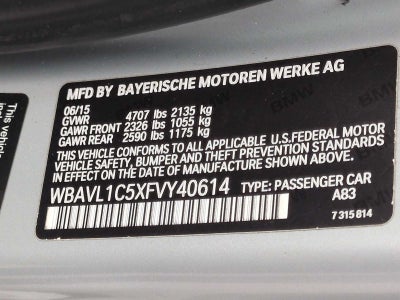 MFD BY BAYERISCHE MOTOREN WERKE AG
06/15
GVWR 4707 lbs 2135 kg
GAWR FRONT 2326 lbs 1055 kg
GAWR REAR 2590 lbs 1175 kg
THIS VEHICLE CONFORMS TO ALL APPLICABLE U.S.FEDERAL MOTOR
VEHICLE SAFETY, BUMPER, AND THEFT PREVENTION STANDARDS
IN EFFECT ON THE DATE OF MANUFACTURE SHOWN ABOVE.
WBAVL1C5XFVY40614 TYPE: PASSENGER CAR
A83
7 315 814
This vehicle
BMW